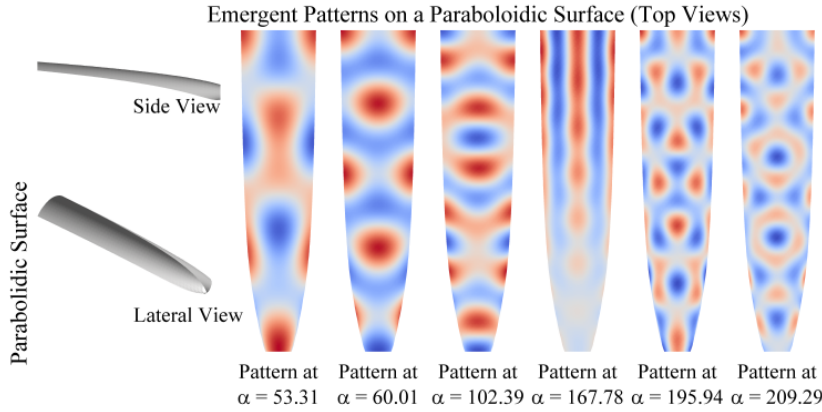 Emergent Patterns on a Paraboloidic Surface (Top Views)
Side View
Parabolidic Surface
Lateral View
Pattern at
α = 53.31
Pattern at
α = 60.01
Pattern at
α = 102.39
Pattern at
α = 167.78
Pattern at
α = 195.94
Pattern at
α = 209.29